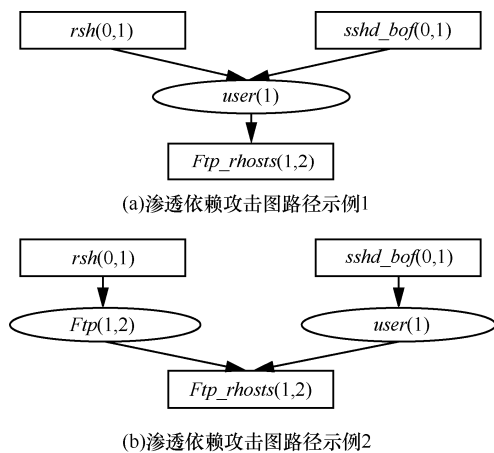 rsh(0,1) sshd_bof(0,1)
user(1)
Ftp_rhosts(1,2)
(a)渗透依赖攻击图路径示例1
rsh(0,1) sshd_bof(0,1)
Ftp(1,2) user(1)
Ftp_rhosts(1,2)
(b)渗透依赖攻击图路径示例2